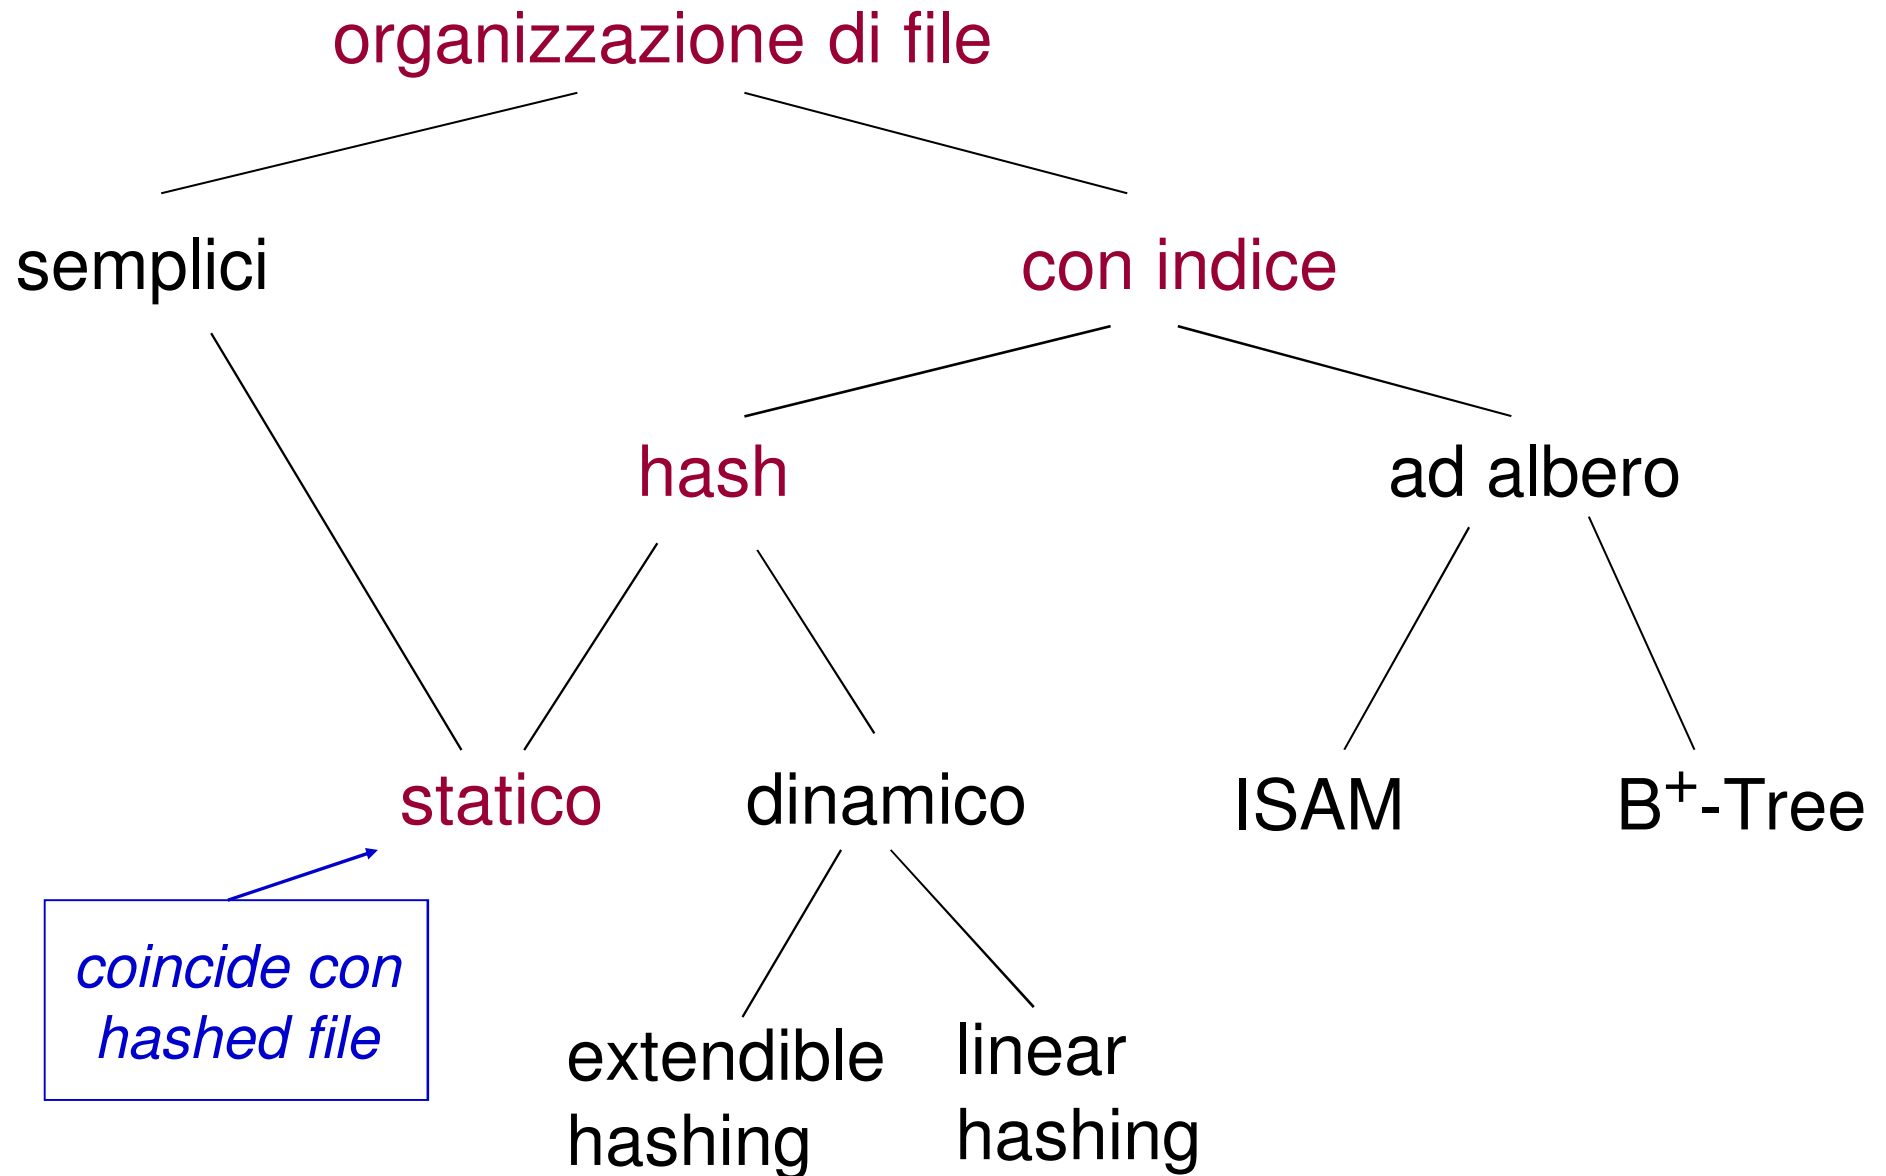 organizzazione di file
semplici
con indice
hash
ad albero
statico
dinamico
ISAM
B+-Tree
coincide con
hashed file
extendible
hashing
linear
hashing